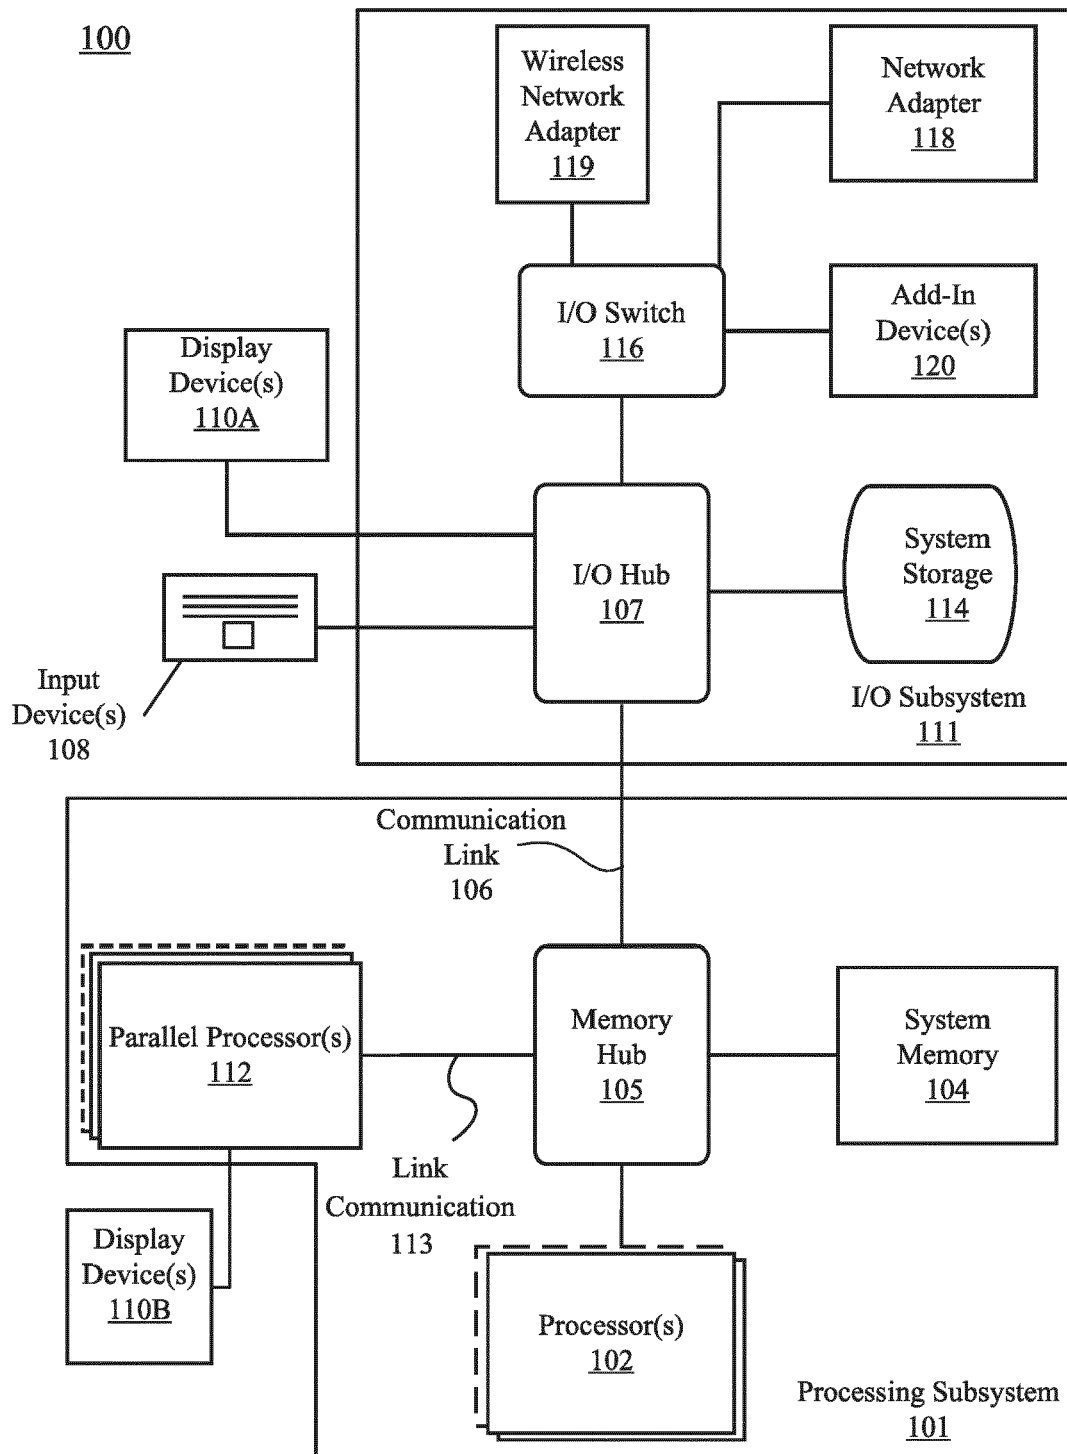 100
Wireless
Network
Adapter
119
Network
Adapter
118
I/O Switch
116
Add-In
Device(s)
120
Display
Device(s)
110A
I/O Hub
107
System
Storage
114
Input
Device(s)
108
I/O Subsystem
111
Communication
Link
106
Parallel Processor(s)
112
Memory
Hub
105
System
Memory
104
Link
Communication
113
Display
Device(s)
110B
Processor(s)
102
Processing Subsystem
101